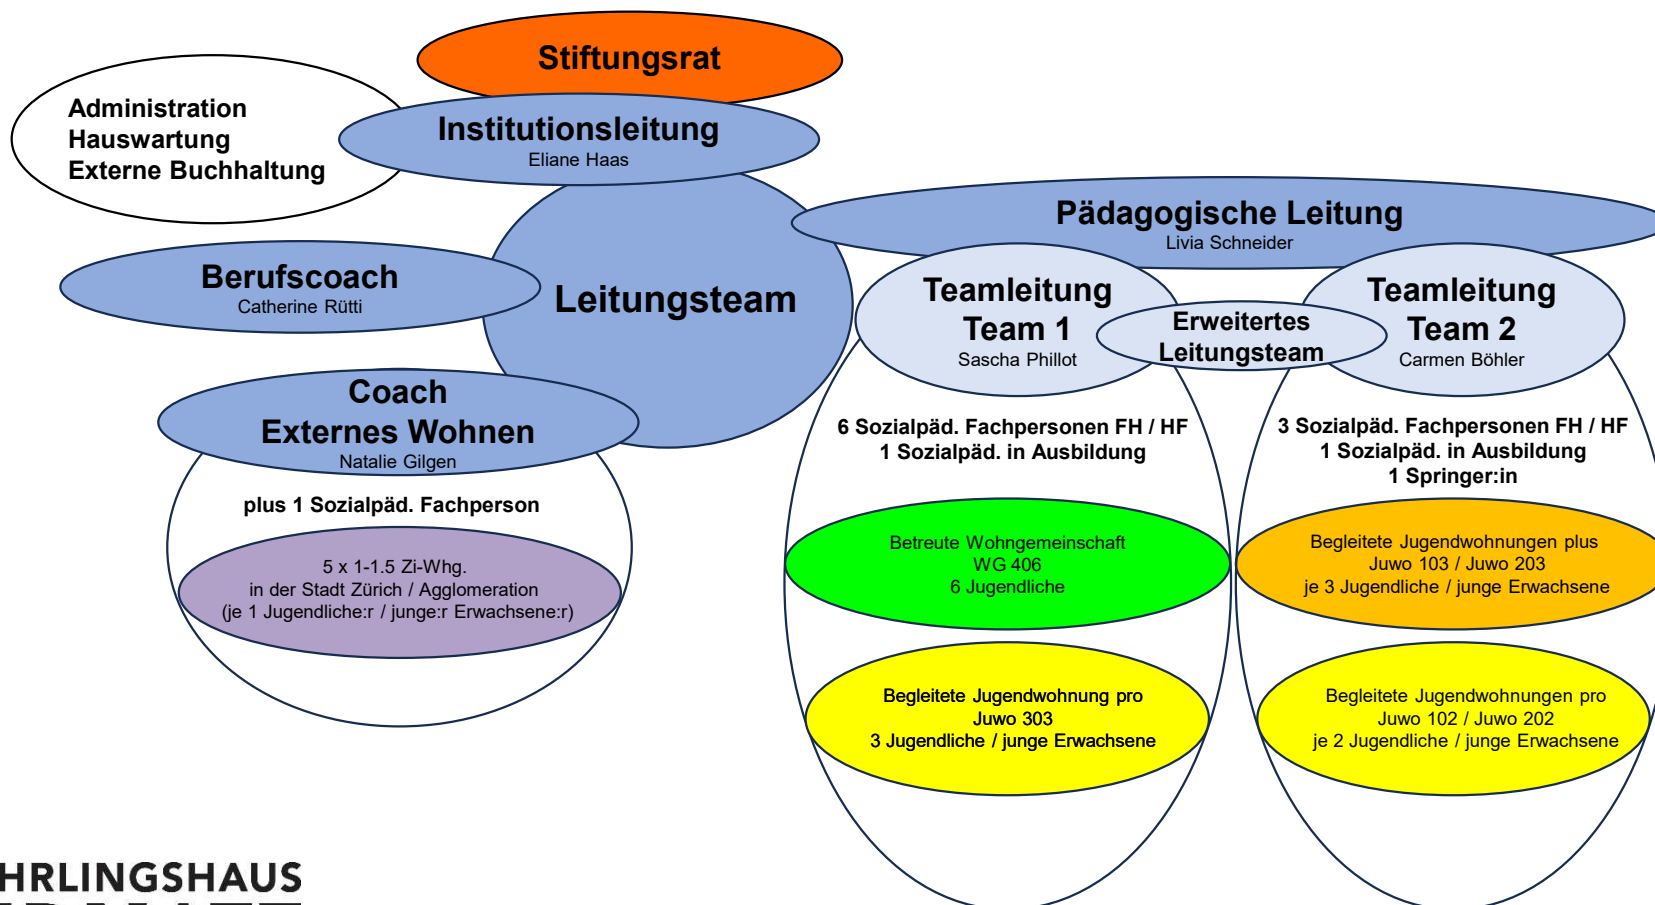 Stiftungsrat
Administration
Hauswartung
Externe Buchhaltung
Institutionsleitung
Eliane Haas
Pädagogische Leitung
Livia Schneider
Berufscoach
Catherine Rütti
Leitungsteam
Teamleitung
Team 1
Sascha Phillot
Erweitertes
Leitungsteam
Teamleitung
Team 2
Carmen Böhler
Coach
Externes Wohnen
Natalie Gilgen
plus 1 Sozialpäd. Fachperson
5 x 1-1.5 Zi-Whg.
in der Stadt Zürich / Agglomeration
(je 1 Jugendliche:r / junge:r Erwachsene:r)
6 Sozialpäd. Fachpersonen FH / HF
1 Sozialpäd. in Ausbildung
Betreute Wohngemeinschaft
WG 406
6 Jugendliche
Begleitete Jugendwohnung pro
Juwo 303
3 Jugendliche / junge Erwachsene
3 Sozialpäd. Fachpersonen FH / HF
1 Sozialpäd. in Ausbildung
1 Springer:in
Begleitete Jugendwohnungen plus
Juwo 103 / Juwo 203
je 3 Jugendliche / junge Erwachsene
Begleitete Jugendwohnungen pro
Juwo 102 / Juwo 202
je 2 Jugendliche / junge Erwachsene
HRLINGSHAUS